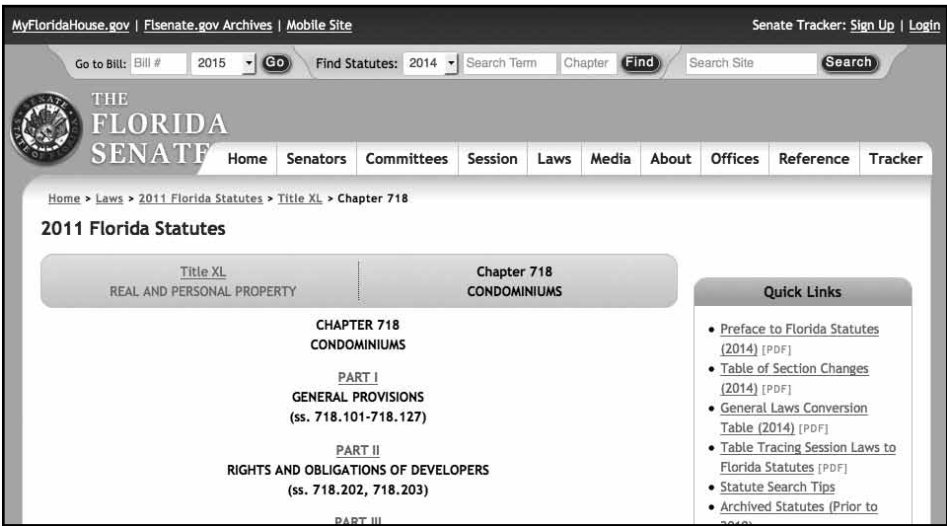 MyFloridaHouse.gov | Flsenate.gov Archives | Mobile Site
Senate Tracker: Sign Up | Login
Go to Bill: Bill # 2015 Go Find Statutes: 2014 Search Term Chapter Find Search Site Search
THE
FLORIDA
SENATE
Home Senators Committees Session Laws Media About Offices Reference Tracker
Home > Laws > 2011 Florida Statutes > Title XL > Chapter 718
2011 Florida Statutes
Title XL
REAL AND PERSONAL PROPERTY
Chapter 718
CONDOMINIUMS
CHAPTER 718
CONDOMINIUMS
PART I
GENERAL PROVISIONS
(ss. 718.101-718.127)
PART II
RIGHTS AND OBLIGATIONS OF DEVELOPERS
(ss. 718.202, 718.203)
PART III
Quick Links
• Preface to Florida Statutes
(2014) [PDF]
• Table of Section Changes
(2014) [PDF]
• General Laws Conversion
Table (2014) [PDF]
• Table Tracing Session Laws to
Florida Statutes [PDF]
• Statute Search Tips
• Archived Statutes (Prior to